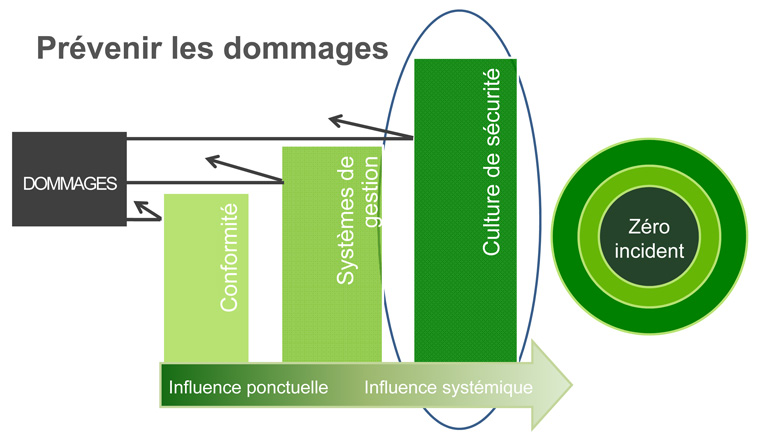 Prévenir les dommages
DOMMAGES
Conformité
Systèmes de
gestion
Culture de sécurité
Zéro
incident
Influence ponctuelle
Influence systémique